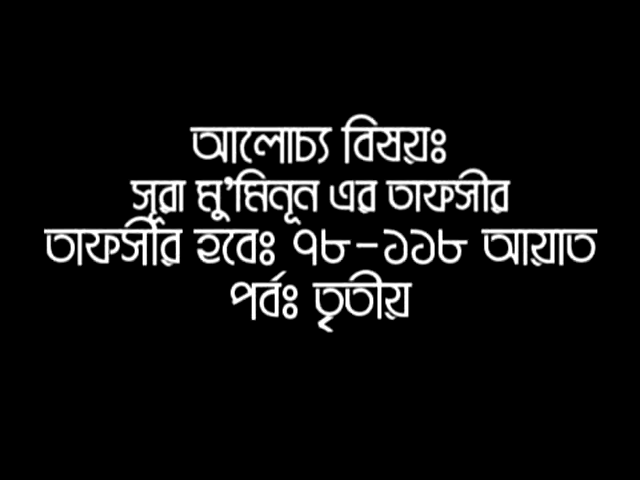 আলোচ্য বিষয়ঃ
সূরা মু'মিনূন এর তাফসীর
তাফসীর হবেঃ ৭৮-১১৮ আয়াত
পর্বঃ তৃতীয়